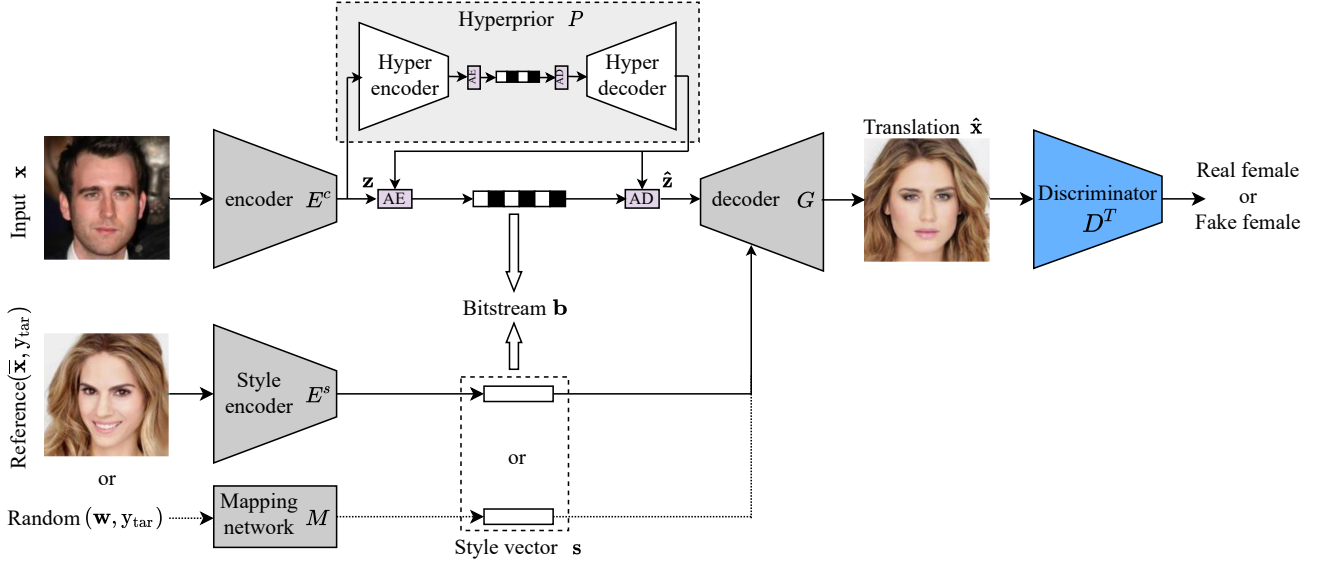 Hyperprior P
Hyper
encoder
AE
AD
Hyper
decoder
Input x
encoder E^c
z
AE
AD
ẑ
decoder G
Translation x̂
Discriminator
D^T
Real female
or
Fake female
Bitstream b
Reference(x̅, y_tar)
Style
encoder E^s
or
or
Random (w, y_tar)
Mapping
network M
Style vector s